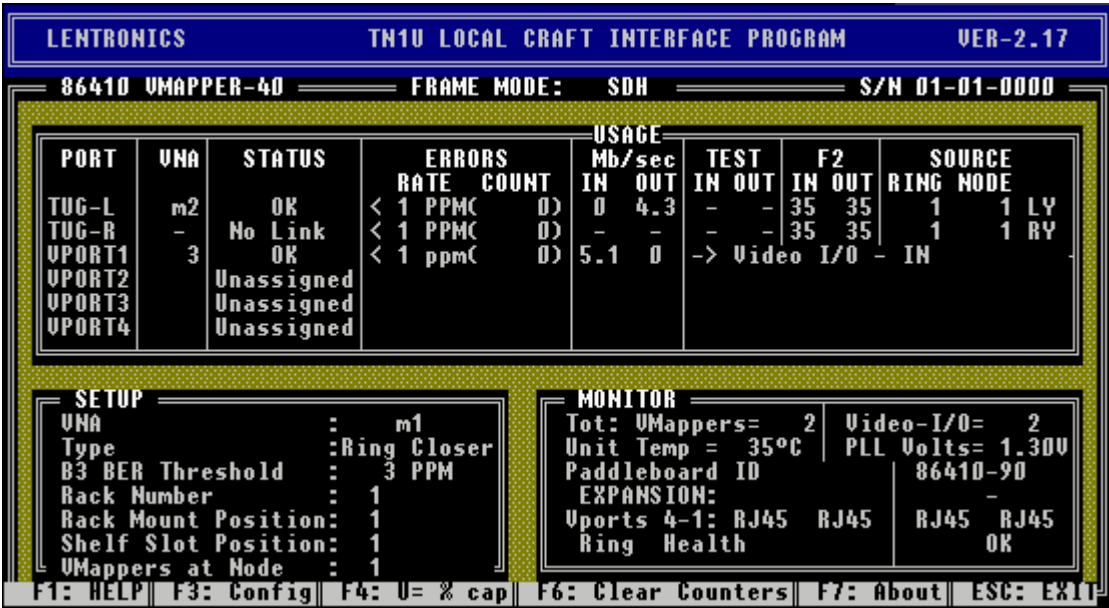 LENTRONICS TN1U LOCAL CRAFT INTERFACE PROGRAM VER-2.17
86410 VMAPPER-40 FRAME MODE: SDH S/N 01-01-0000
USAGE
PORT VNA STATUS ERRORS Mb/sec TEST F2 SOURCE
RATE COUNT IN OUT IN OUT IN OUT RING NODE
TUG-L m2 OK < 1 PPM( 0) 0 4.3 - - 35 35 1 1 LY
TUG-R - No Link < 1 PPM( 0) - - - - 35 35 1 1 RY
VPORT1 3 OK < 1 ppm( 0) 5.1 0 -> Video I/O - IN -
VPORT2 Unassigned
VPORT3 Unassigned
VPORT4 Unassigned
SETUP
VNA : m1
Type :Ring Closer
B3 BER Threshold : 3 PPM
Rack Number : 1
Rack Mount Position: 1
Shelf Slot Position: 1
VMappers at Node : 1
MONITOR
Tot: VMappers= 2 Video-I/O= 2
Unit Temp = 35ºC PLL Volts= 1.30V
Paddleboard ID 86410-90
EXPANSION: -
Vports 4-1: RJ45 RJ45 RJ45 RJ45
Ring Health OK
F1: HELP F3: Config F4: U= % cap F6: Clear Counters F7: About ESC: EXIT